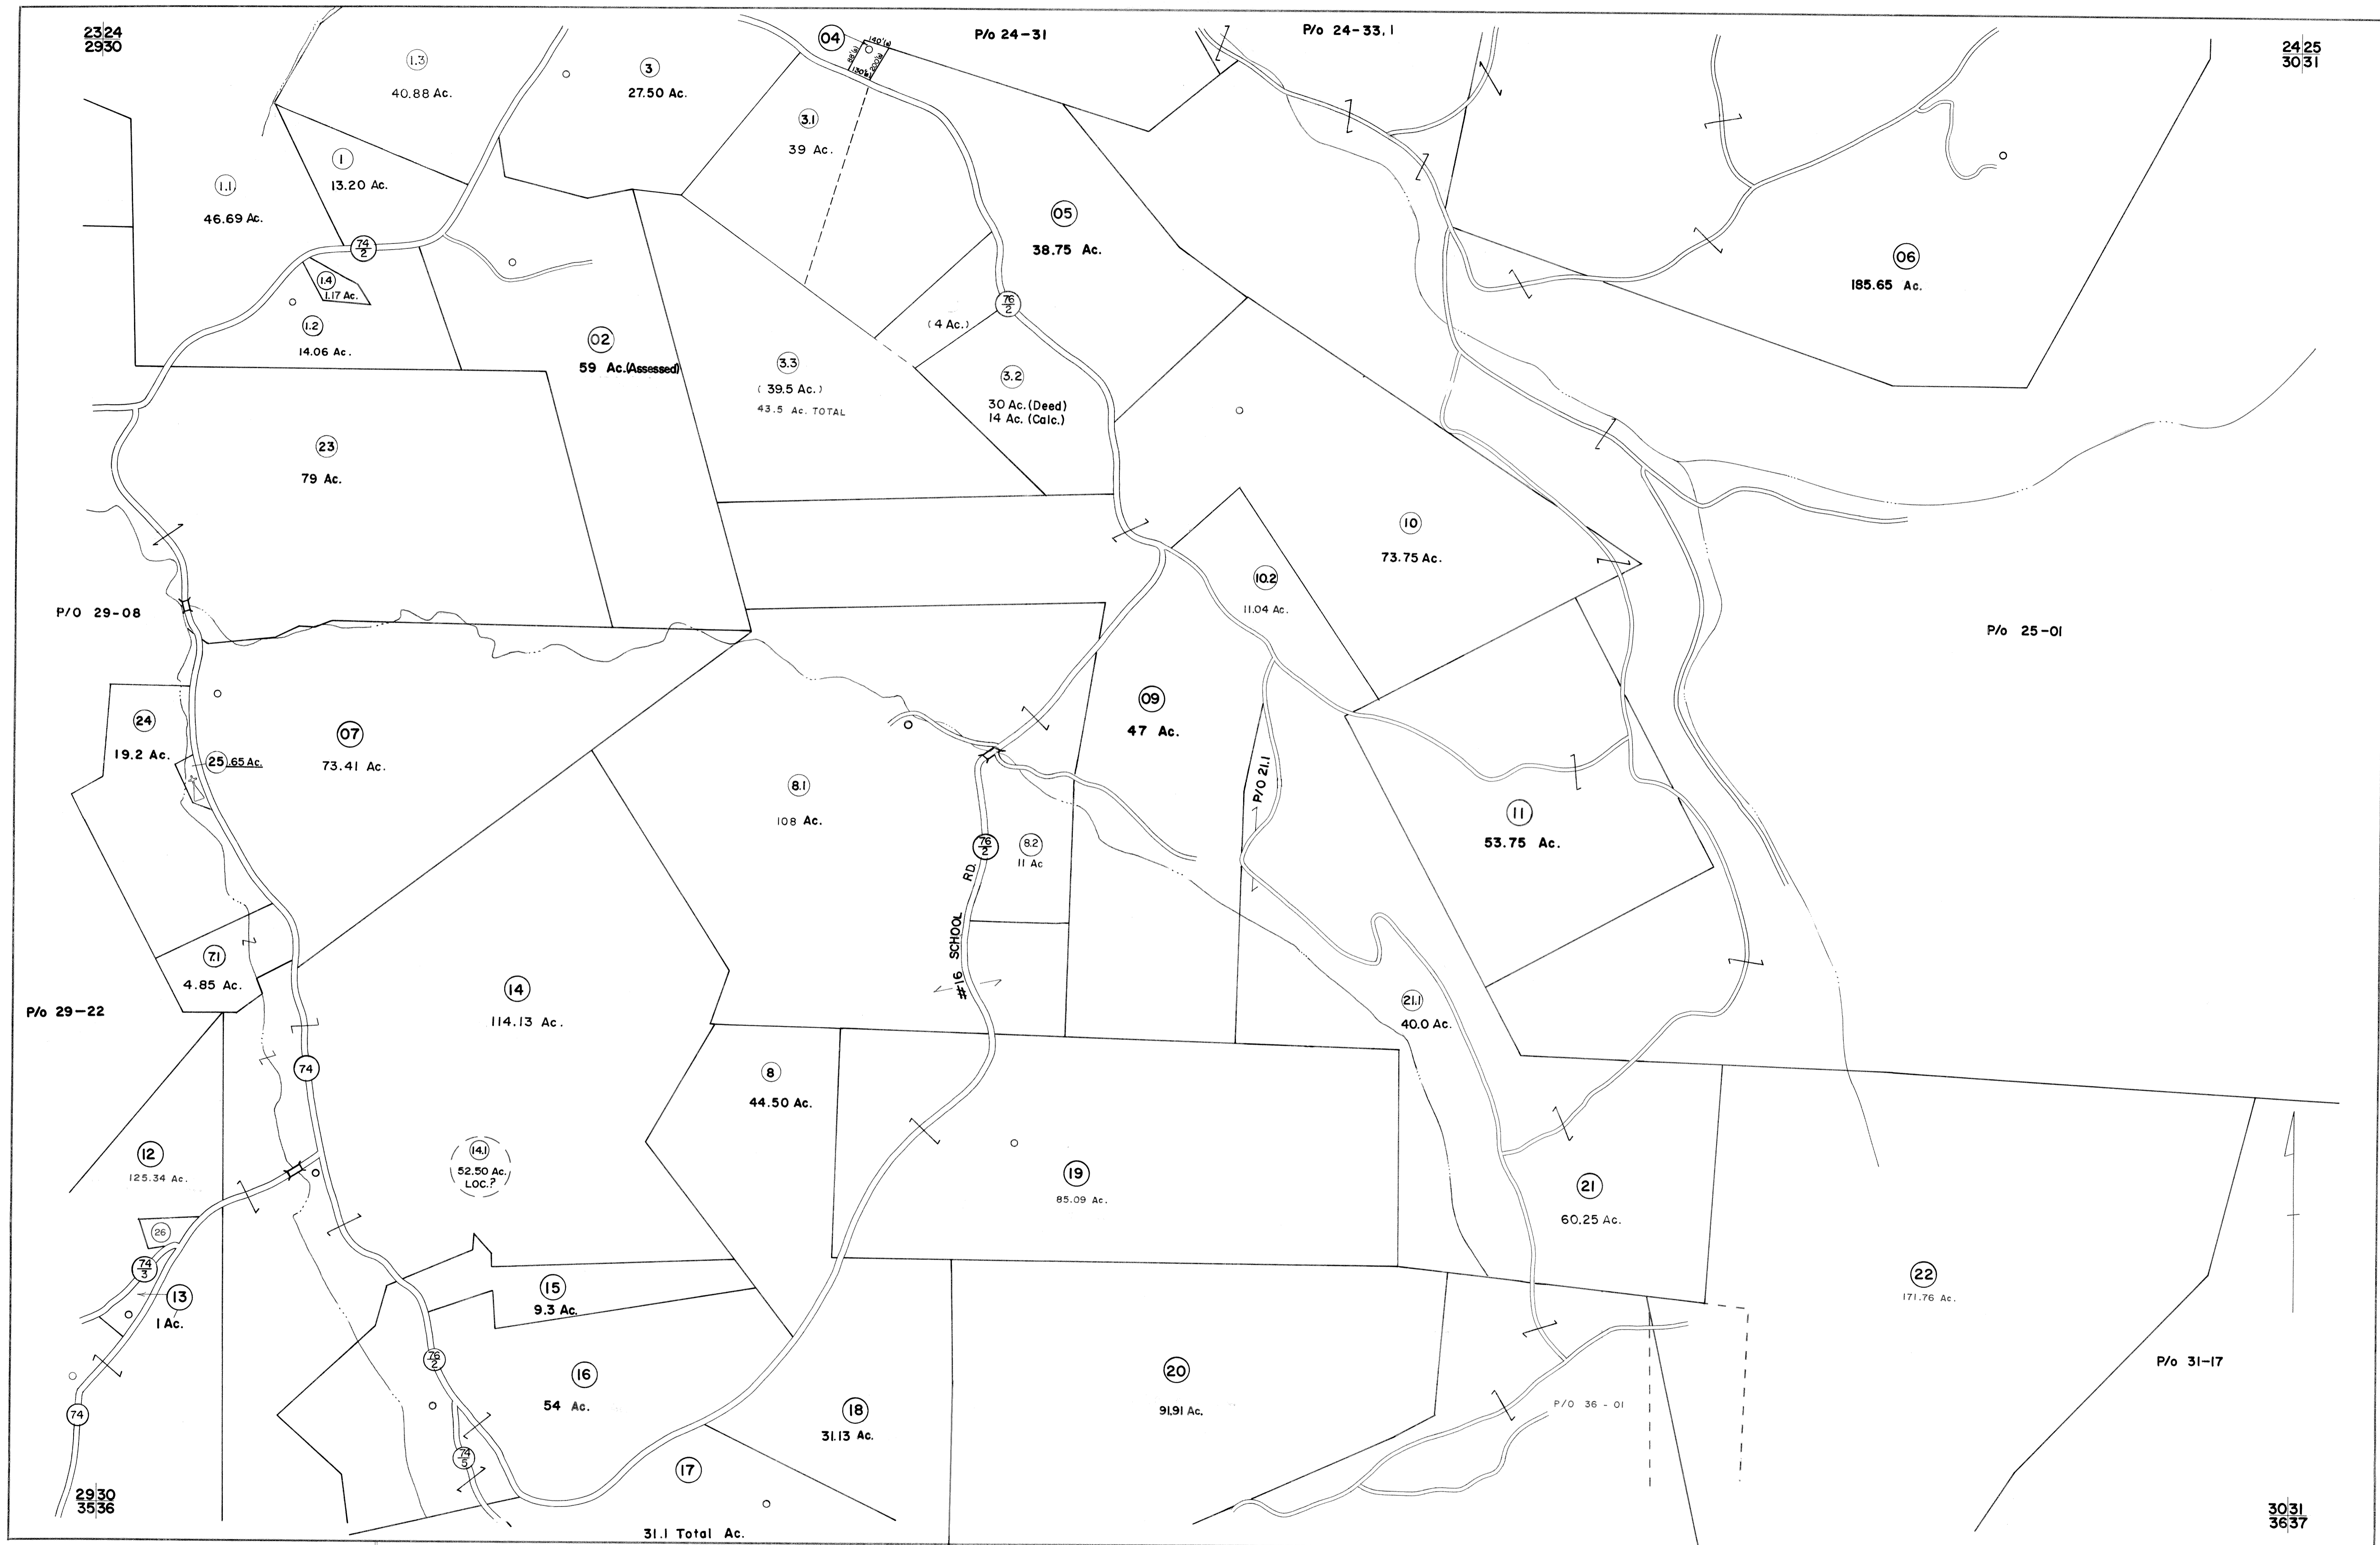 23|24
29|30
P/o 24-31
P/o 24-33,1
24|25
30|31
04
140'(s)
200'(s)
130'(s)
1.3
40.88 Ac.
3
27.50 Ac.
3.1
39 Ac.
1
13.20 Ac.
1.1
46.69 Ac.
74
2
05
38.75 Ac.
06
185.65 Ac.
1.4
1.17 Ac.
1.2
14.06 Ac.
02
59 Ac.(Assessed)
76
2
(4 Ac.)
3.3
(39.5 Ac.)
43.5 Ac. TOTAL
3.2
30 Ac.(Deed)
14 Ac. (Calc.)
23
79 Ac.
10
73.75 Ac.
10.2
11.04 Ac.
P/O 29-08
P/o 25-01
24
19.2 Ac.
25
.65 Ac.
07
73.41 Ac.
09
47 Ac.
P/O 21.1
8.1
108 Ac.
76
2
8.2
11 Ac
11
53.75 Ac.
#16 SCHOOL RD.
7.1
4.85 Ac.
P/o 29-22
14
114.13 Ac.
21.1
40.0 Ac.
74
8
44.50 Ac.
12
125.34 Ac.
14.1
52.50 Ac.
LOC.?
19
85.09 Ac.
21
60.25 Ac.
26
74
3
13
1 Ac.
15
9.3 Ac.
22
171.76 Ac.
76
2
16
54 Ac.
20
91.91 Ac.
P/o 31-17
P/O 36-01
74
18
31.13 Ac.
74
5
17
31.1 Total Ac.
29|30
35|36
30|31
36|37